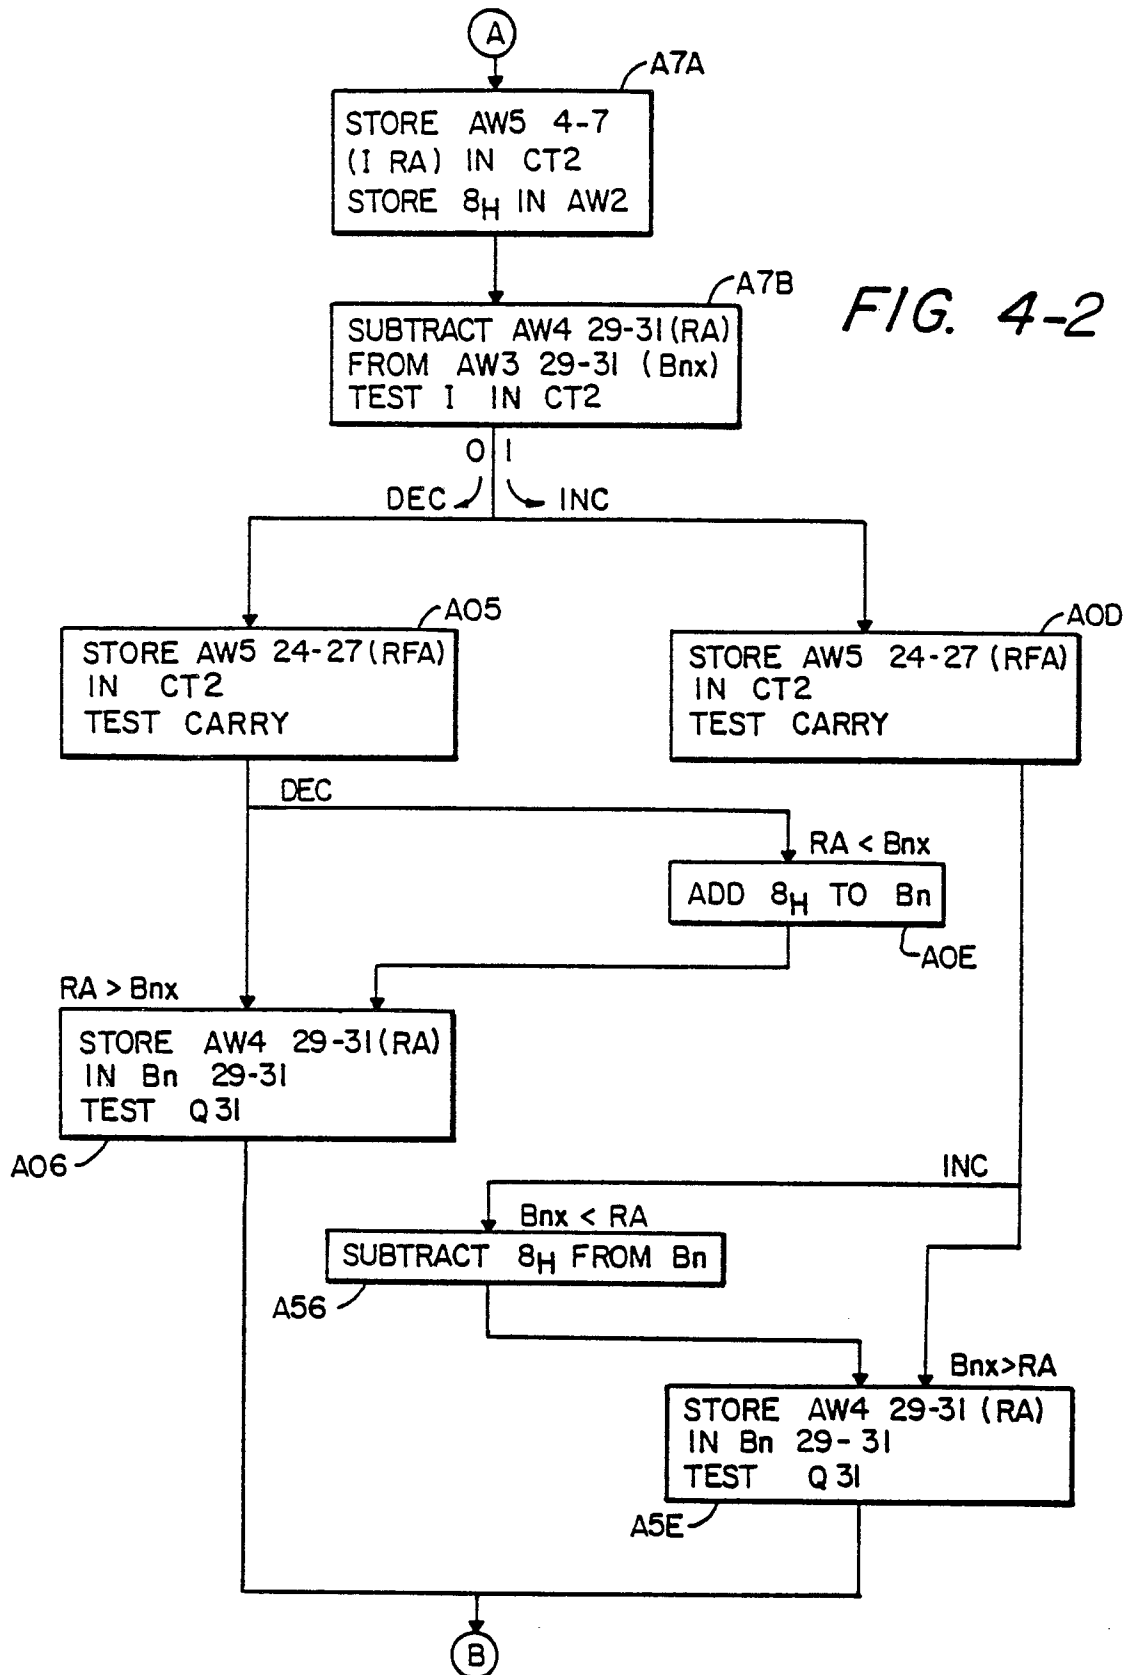 A
A7A
STORE AW5 4-7
(I RA) IN CT2
STORE 8H IN AW2
A7B
FIG. 4-2
SUBTRACT AW4 29-31(RA)
FROM AW3 29-31 (Bnx)
TEST I IN CT2
0 1
DEC INC
A05
A0D
STORE AW5 24-27(RFA)
IN CT2
TEST CARRY
STORE AW5 24-27(RFA)
IN CT2
TEST CARRY
DEC
RA < Bnx
ADD 8H TO Bn
A0E
RA > Bnx
STORE AW4 29-31(RA)
IN Bn 29-31
TEST Q31
A06
INC
Bnx < RA
SUBTRACT 8H FROM Bn
A56
Bnx>RA
STORE AW4 29-31(RA)
IN Bn 29-31
TEST Q31
A5E
B